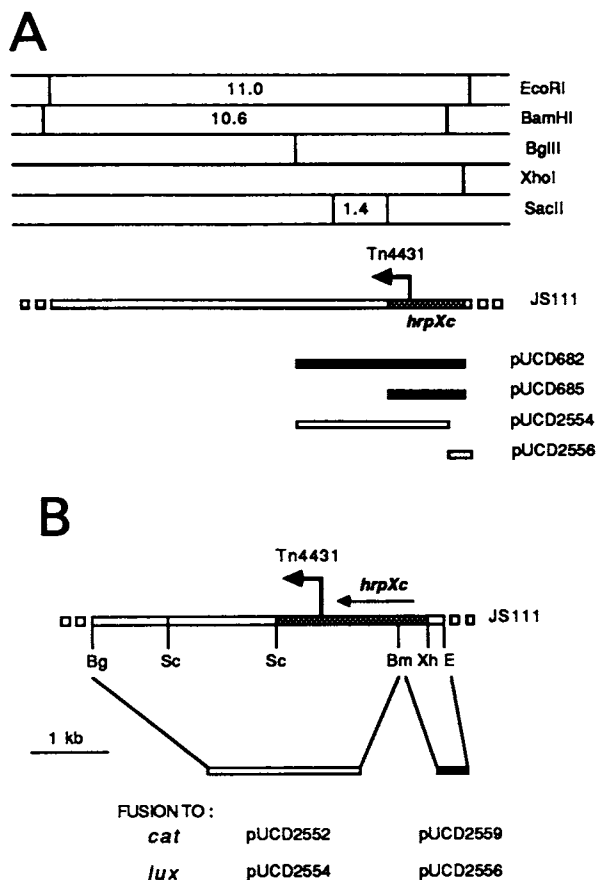 A
11.0 EcoRI
10.6 BamHI
BglII
XhoI
1.4 SacII
Tn4431
JS111
hrpXc
pUCD682
pUCD685
pUCD2554
pUCD2556
B
Tn4431
hrpXc
JS111
Bg Sc Sc Bm Xh E
1 kb
FUSION TO :
cat pUCD2552 pUCD2559
lux pUCD2554 pUCD2556